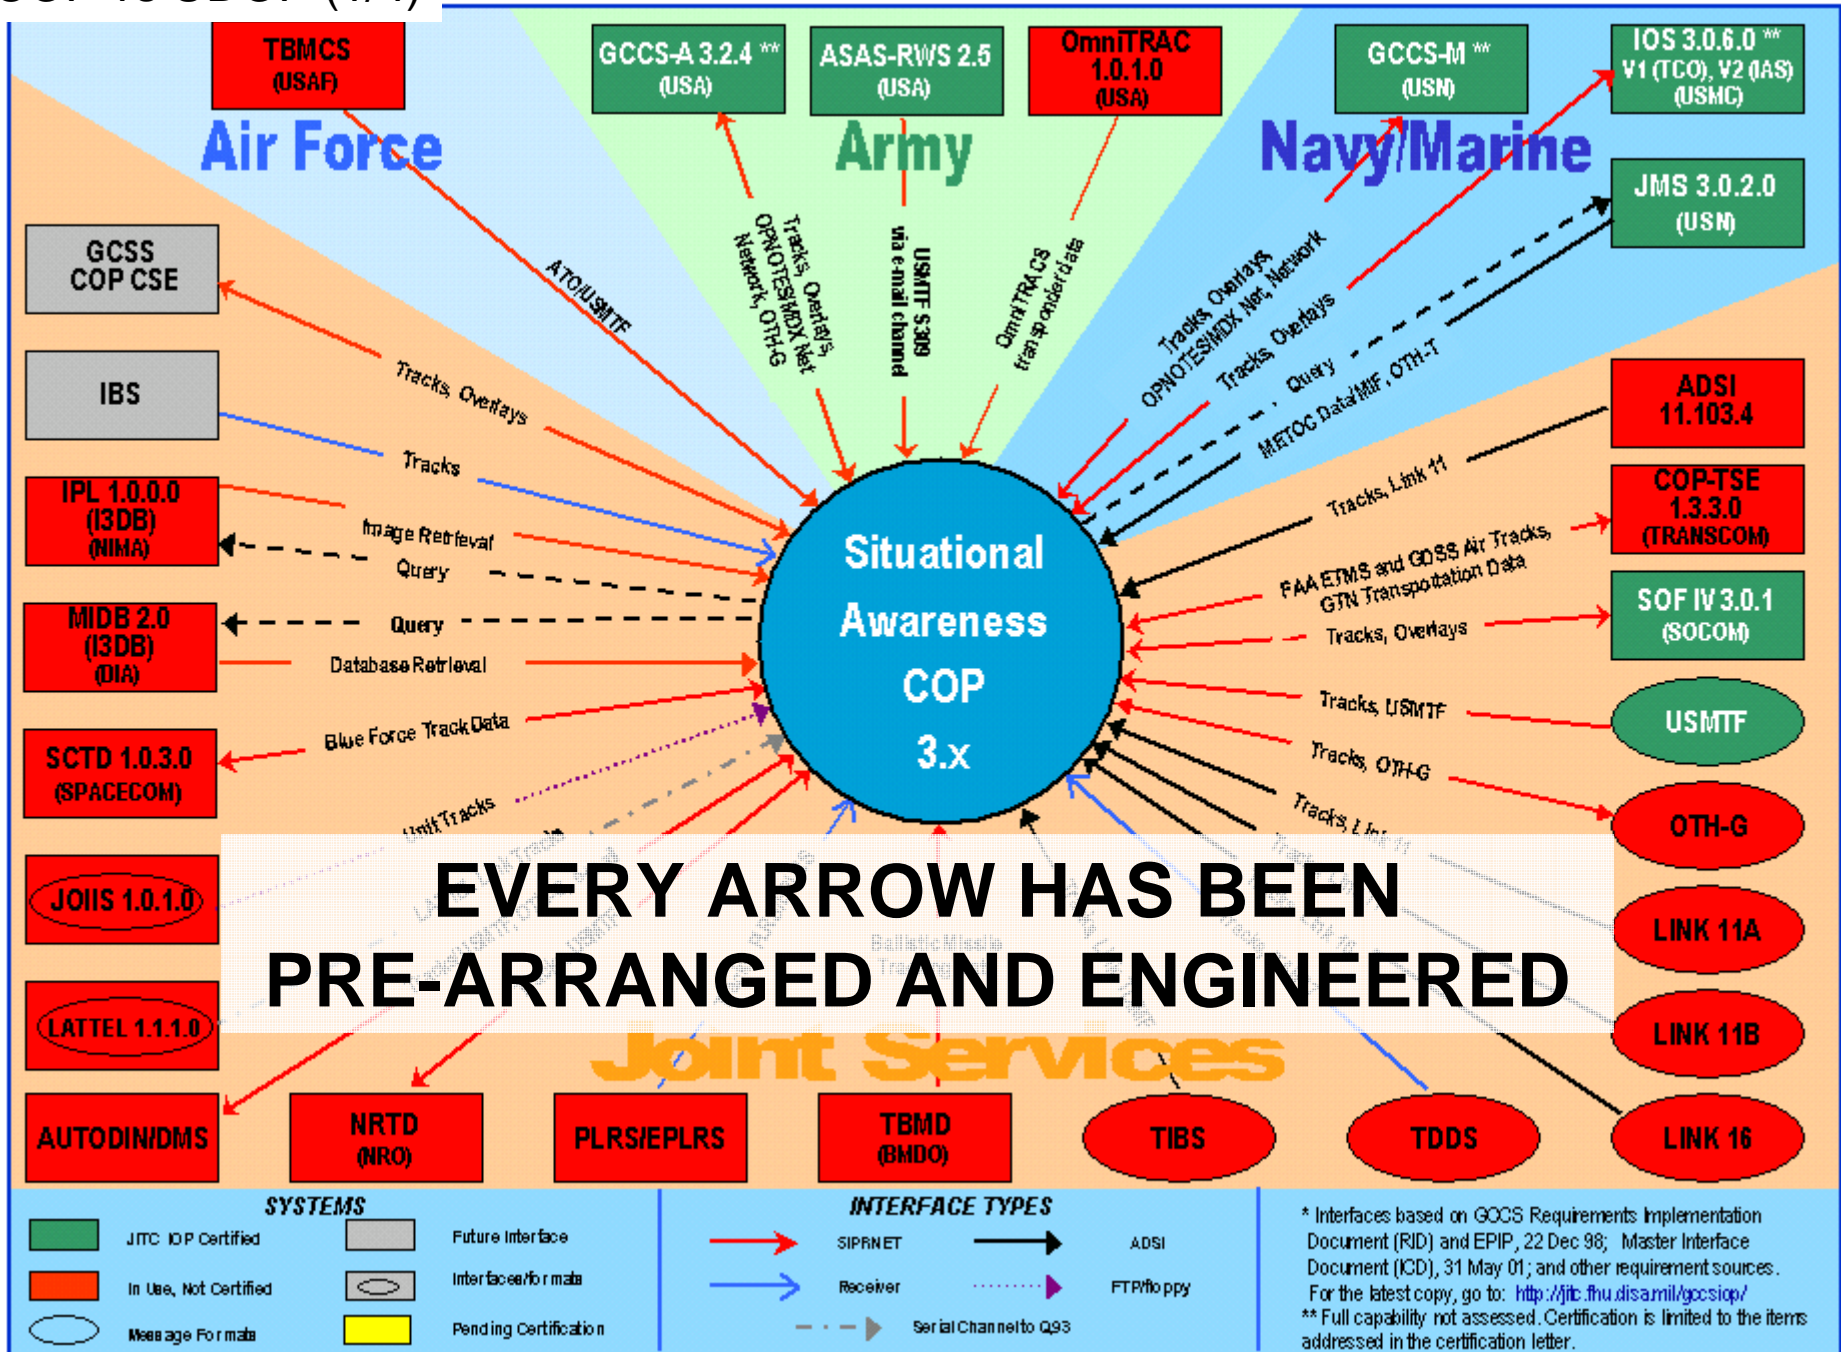 TBMCS
(USAF)
GCCS-A 3.2.4 **
(USA)
ASAS-RWS 2.5
(USA)
OmniTRAC
1.0.1.0
(USA)
GCCS-M **
(USN)
IOS 3.0.6.0 **
V1 (TCO), V2 (IAS)
(USMC)
Air Force
Army
Navy/Marine
JMS 3.0.2.0
(USN)
GCSS
COP CSE
IBS
IPL 1.0.0.0
(I3DB)
(NIMA)
MIDB 2.0
(I3DB)
(DIA)
SCTD 1.0.3.0
(SPACECOM)
JOIIS 1.0.1.0
LATTEL 1.1.1.0
AUTODIN/DMS
NRTD
(NRO)
PLRS/EPLRS
TBMD
(BMDO)
TIBS
TDDS
LINK 16
LINK 11B
LINK 11A
OTH-G
USMTF
SOF IV 3.0.1
(SOCOM)
COP-TSE
1.3.3.0
(TRANSCOM)
ADSI
11.103.4
ATO/USMTF
Tracks, Overlays,
OPNOTES/MDX Net
Network, OTH-G
USMTF S309
via e-mail channel
OmniTRACS
transponder data
Tracks, Overlays,
OPNOTES/MDX Net, Network
Tracks, Overlays
Query
METOC Data/MIF, OTH-T
Tracks, Link 11
FAA ETMS and GDSS Air Tracks,
GTN Transportation Data
Tracks, Overlays
Tracks, USMTF
Tracks, OTH-G
Tracks, Link 11
Tracks, Overlays
Tracks
Image Retrieval
Query
Query
Database Retrieval
Blue Force Track Data
Unit Tracks
Situational
Awareness
COP
3.x
EVERY ARROW HAS BEEN
PRE-ARRANGED AND ENGINEERED
Ballistic Missile
Joint Services
SYSTEMS
JITC IOP Certified
Future Interface
In Use, Not Certified
Interfaces/formats
Message Formats
Pending Certification
INTERFACE TYPES
SIPRNET
ADSI
Receiver
FTP/floppy
Serial Channel to Q93
* Interfaces based on GCCS Requirements Implementation
Document (RID) and EPIP, 22 Dec 98; Master Interface
Document (ICD), 31 May 01; and other requirement sources.
For the latest copy, go to: http://jitc.fhu.disa.mil/gccsiop/
** Full capability not assessed. Certification is limited to the items
addressed in the certification letter.